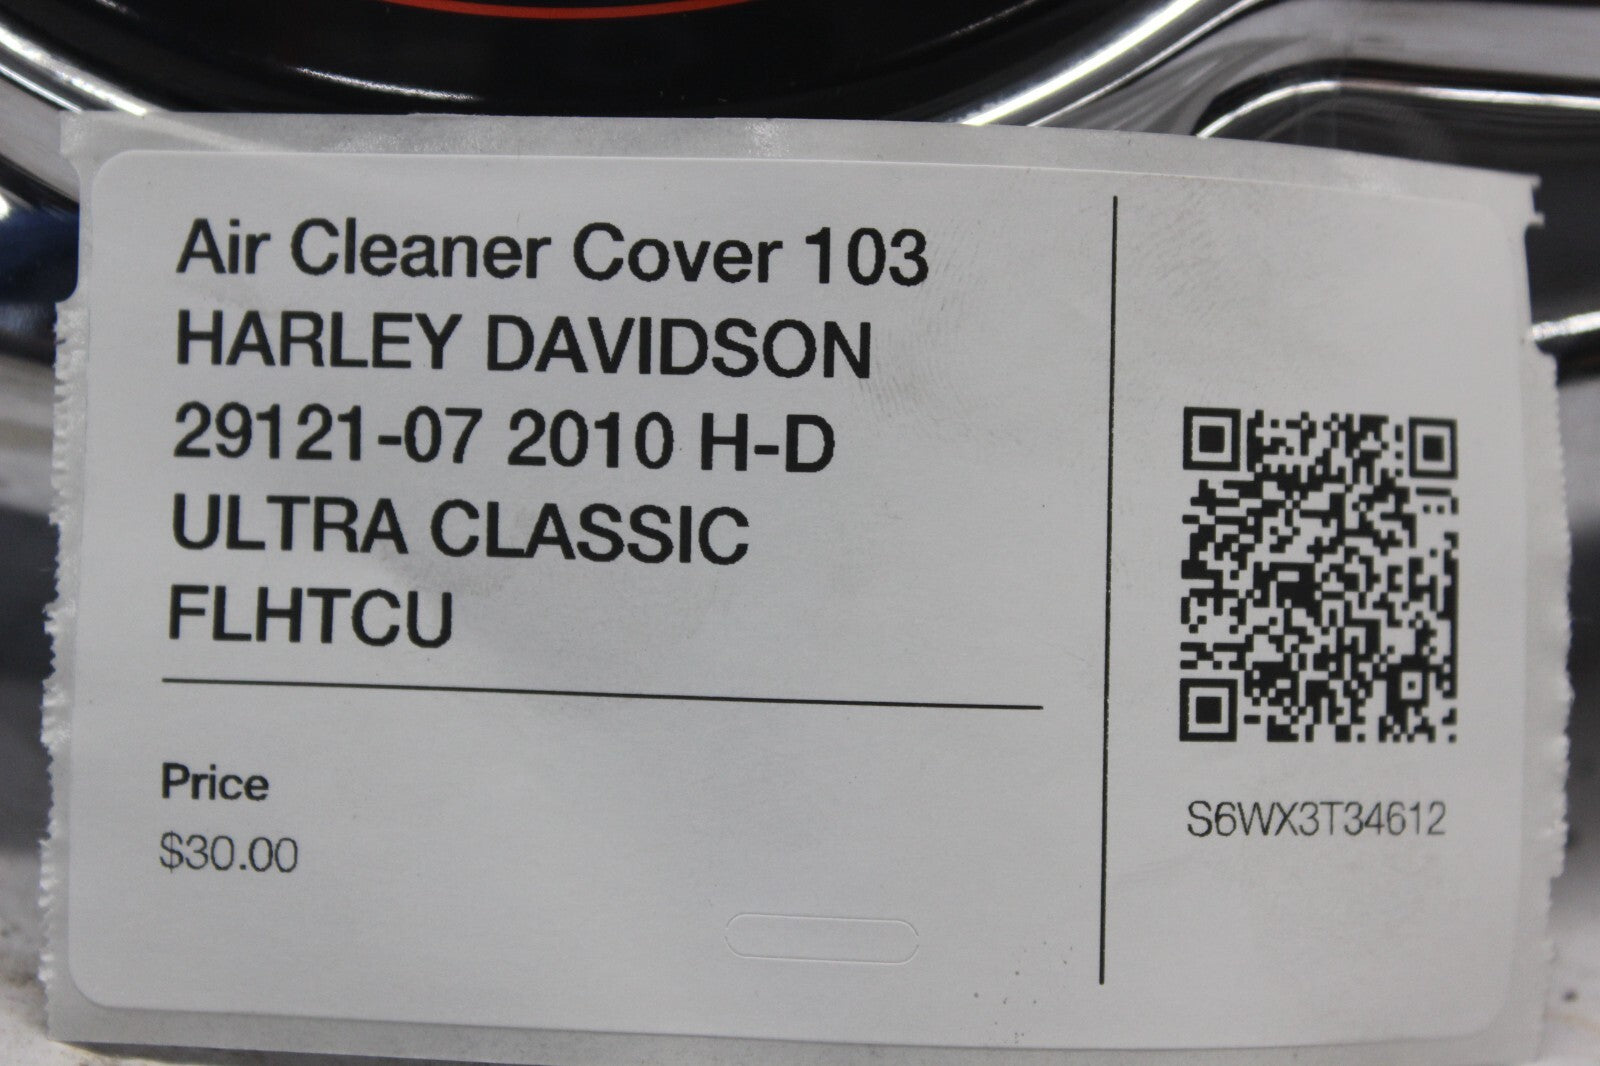 Air Cleaner Cover 103
HARLEY DAVIDSON
29121-07 2010 H-D
ULTRA CLASSIC
FLHTCU
Price
$30.00
S6WX3T34612